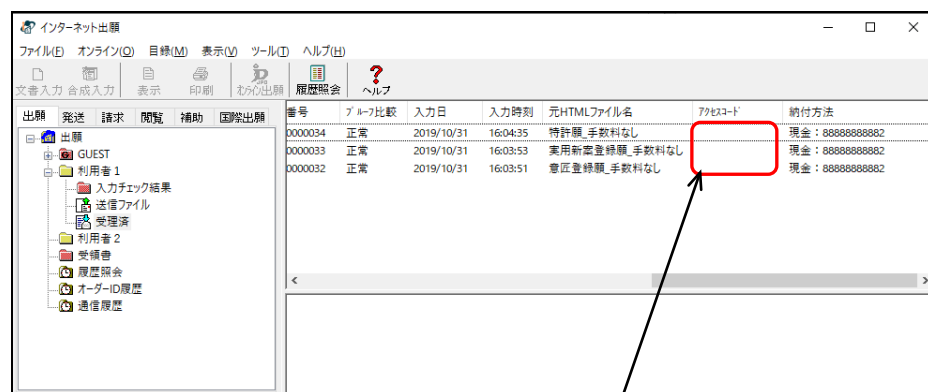 インターネット出願
ファイル(F) オンライン(O) 目録(M) 表示(V) ツール(T) ヘルプ(H)
文書入力 合成入力 表示 印刷 オンライン出願 履歴照会 ヘルプ
出願 発送 請求 閲覧 補助 国際出願
出願
GUEST
利用者1
入力チェック結果
送信ファイル
受理済
利用者2
受領書
履歴照会
オーダーID履歴
通信履歴
番号 プルーフ比較 入力日 入力時刻 元HTMLファイル名 アクセスコード 納付方法
0000034 正常 2019/10/31 16:04:35 特許願_手数料なし 現金:88888888882
0000033 正常 2019/10/31 16:03:53 実用新案登録願_手数料なし 現金:88888888882
0000032 正常 2019/10/31 16:03:51 意匠登録願_手数料なし 現金:88888888882